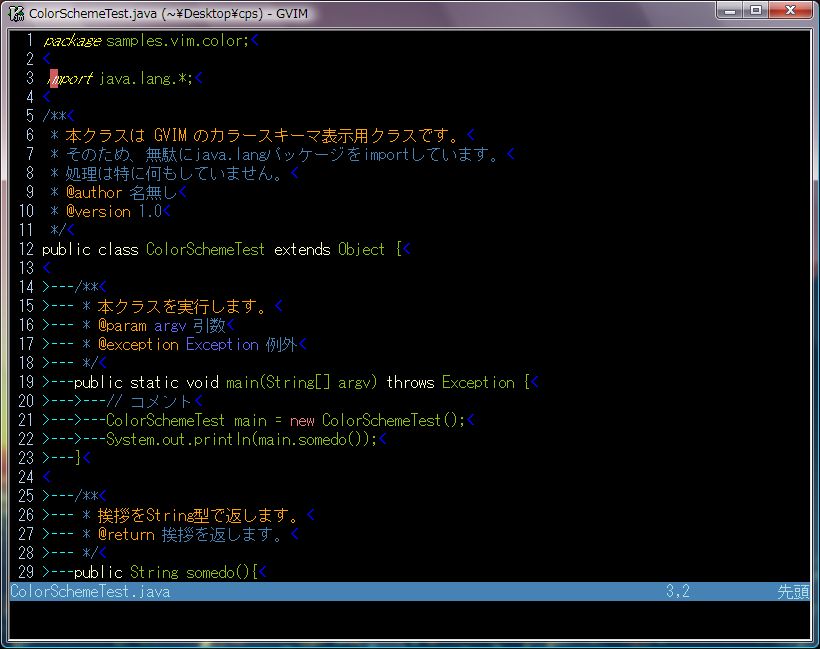 ColorSchemeTest.java (~¥Desktop¥cps) - GVIM
1 package samples.vim.color;<
2 <
3 import java.lang.*;<
4 <
5 /**<
6  * 本クラスは GVIM のカラースキーマ表示用クラスです。<
7  * そのため、無駄にjava.langパッケージをimportしています。<
8  * 処理は特に何もしていません。<
9  * @author 名無し<
10  * @version 1.0<
11  */<
12 public class ColorSchemeTest extends Object {<
13 <
14 >---/**<
15 >--- * 本クラスを実行します。<
16 >--- * @param argv 引数<
17 >--- * @exception Exception 例外<
18 >--- */<
19 >---public static void main(String[] argv) throws Exception {<
20 >--->---// コメント<
21 >--->---ColorSchemeTest main = new ColorSchemeTest();<
22 >--->---System.out.println(main.somedo());<
23 >---}<
24 <
25 >---/**<
26 >--- * 挨拶をString型で返します。<
27 >--- * @return 挨拶を返します。<
28 >--- */<
29 >---public String somedo(){<
ColorSchemeTest.java 3,2 先頭